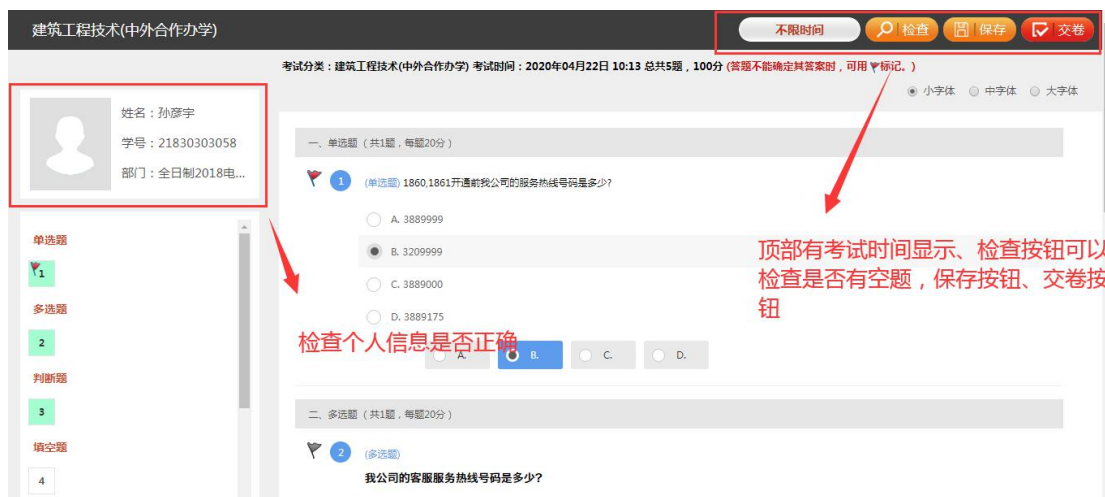 建筑工程技术(中外合作办学)
不限时间 检查 保存 交卷
考试分类：建筑工程技术(中外合作办学) 考试时间：2020年04月22日 10:13 总共5题，100分 (答题不能确定其答案时，可用 标记。)
小字体 中字体 大字体
姓名：孙彦宇
学号：21830303058
部门：全日制2018电...
一、单选题（共1题，每题20分）
1 (单选题) 1860,1861开通前我公司的服务热线号码是多少?
A. 3889999
B. 3209999
C. 3889000
D. 3889175
A. B. C. D.
二、多选题（共1题，每题20分）
2 (多选题)
我公司的客服服务热线号码是多少?
单选题
1
多选题
2
判断题
3
填空题
4
检查个人信息是否正确
顶部有考试时间显示、检查按钮可以
检查是否有空题，保存按钮、交卷按
钮